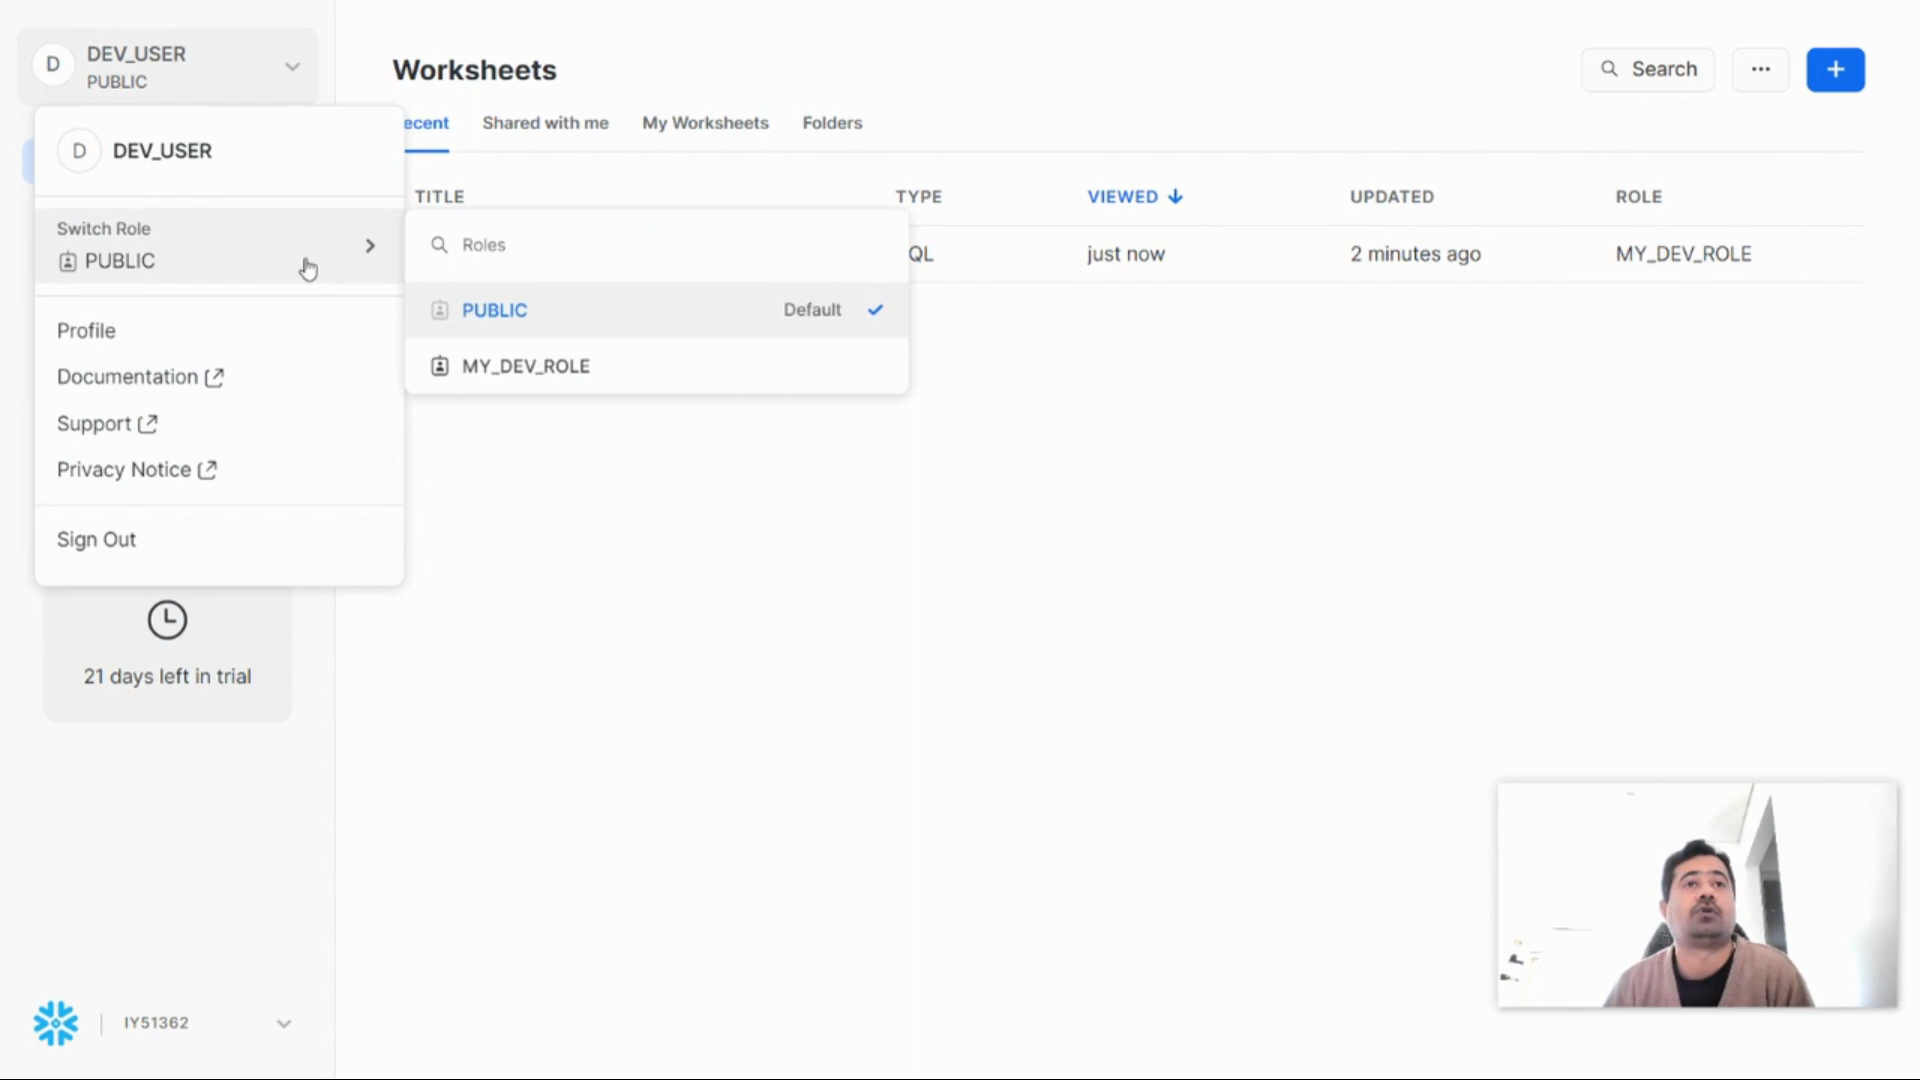 D
DEV_USER
PUBLIC
D
DEV_USER
Switch Role
PUBLIC
Profile
Documentation
Support
Privacy Notice
Sign Out
21 days left in trial
IY51362
Worksheets
Search
ecent
Shared with me
My Worksheets
Folders
TITLE
TYPE
VIEWED
UPDATED
ROLE
QL
just now
2 minutes ago
MY_DEV_ROLE
Roles
PUBLIC
Default
MY_DEV_ROLE